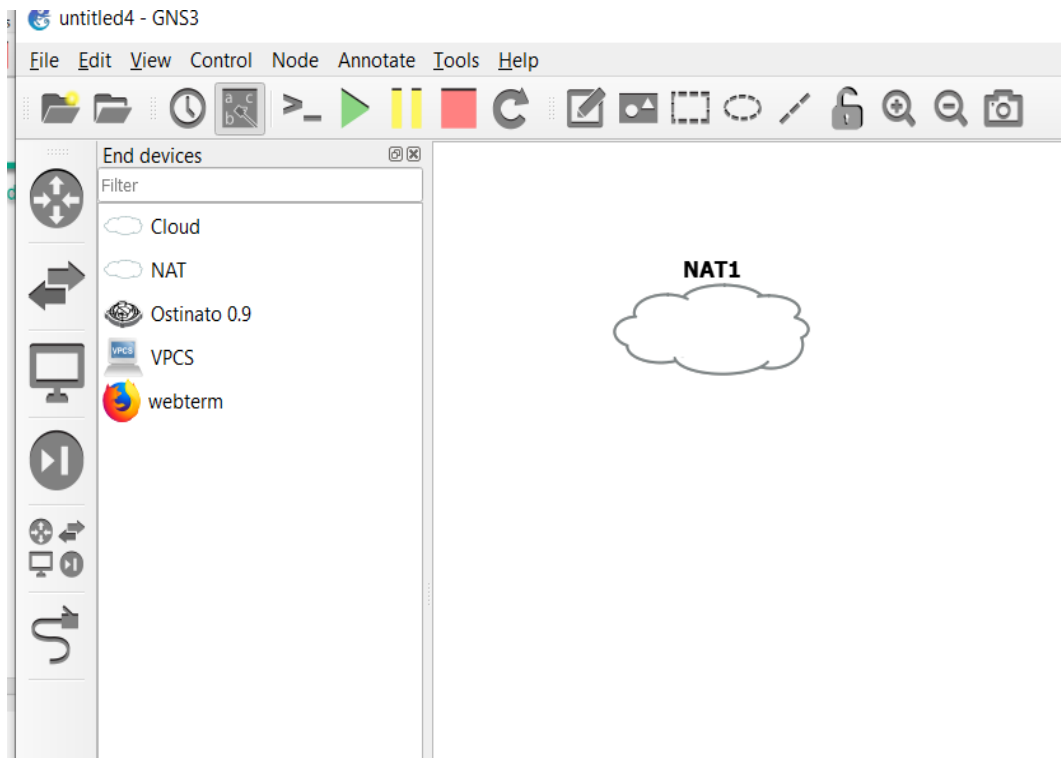 untitled4 - GNS3
File Edit View Control Node Annotate Tools Help
End devices
Filter
Cloud
NAT
Ostinato 0.9
VPCS
webterm
NAT1